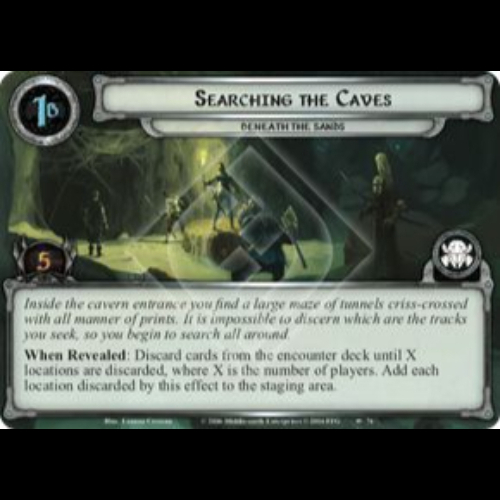 1B
SEARCHING THE CAVES
BENEATH THE SANDS
5
Inside the cavern entrance you find a large maze of tunnels criss-crossed
with all manner of prints. It is impossible to discern which are the tracks
you seek, so you begin to search all around.
When Revealed: Discard cards from the encounter deck until X
locations are discarded, where X is the number of players. Add each
location discarded by this effect to the staging area.
Middle-earth Enterprises